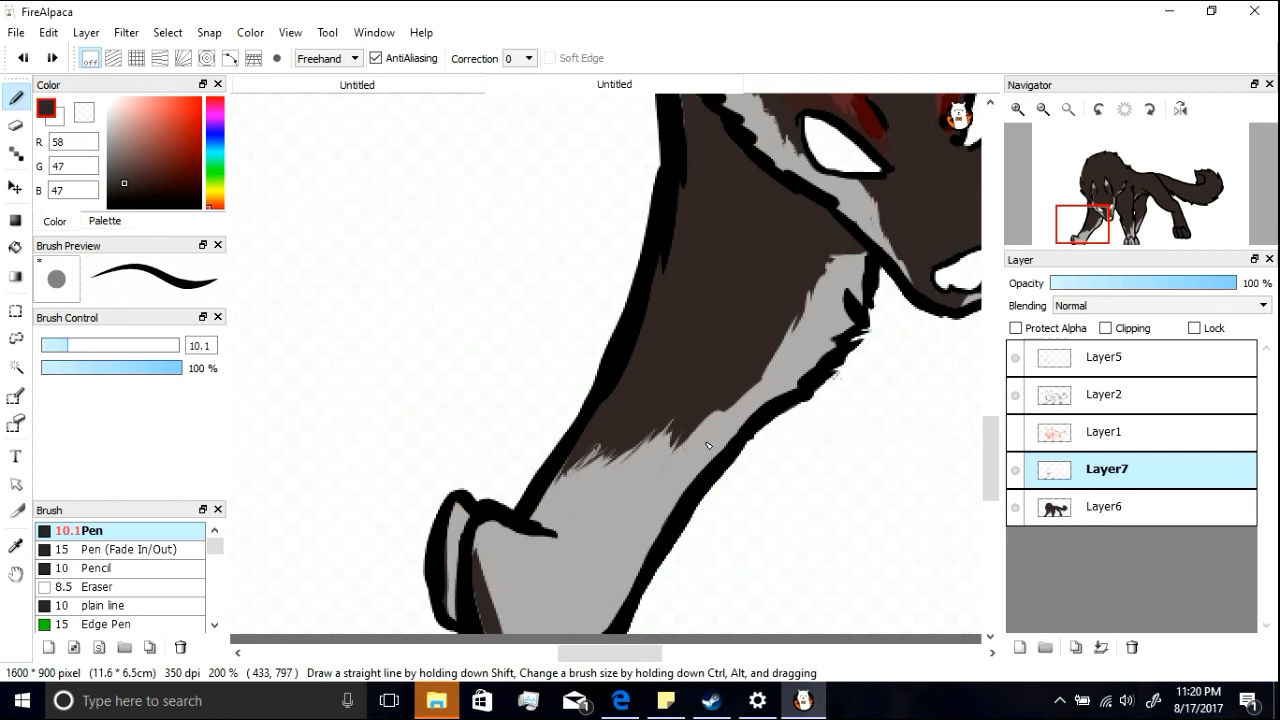 FireAlpaca
File Edit Layer Filter Select Snap Color View Tool Window Help
off Freehand AntiAliasing Correction 0 Soft Edge
Color
Untitled Untitled
Navigator
R 58
G 47
B 47
Color Palette
Brush Preview
*
Brush Control
10.1
100 %
Layer
Opacity 100 %
Blending Normal
Protect Alpha Clipping Lock
Layer5
Layer2
Layer1
Layer7
Layer6
Brush
10.1 Pen
15 Pen (Fade In/Out)
10 Pencil
8.5 Eraser
10 plain line
15 Edge Pen
1600 * 900 pixel (11.6 * 6.5cm) 350 dpi 200 % ( 433, 797 ) Draw a straight line by holding down Shift, Change a brush size by holding down Ctrl, Alt, and dragging
Type here to search
1
11:20 PM
8/17/2017
1